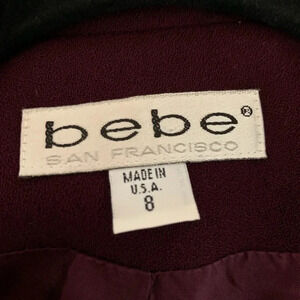 bebe®
SAN FRANCISCO
MADE IN
U.S.A.
8